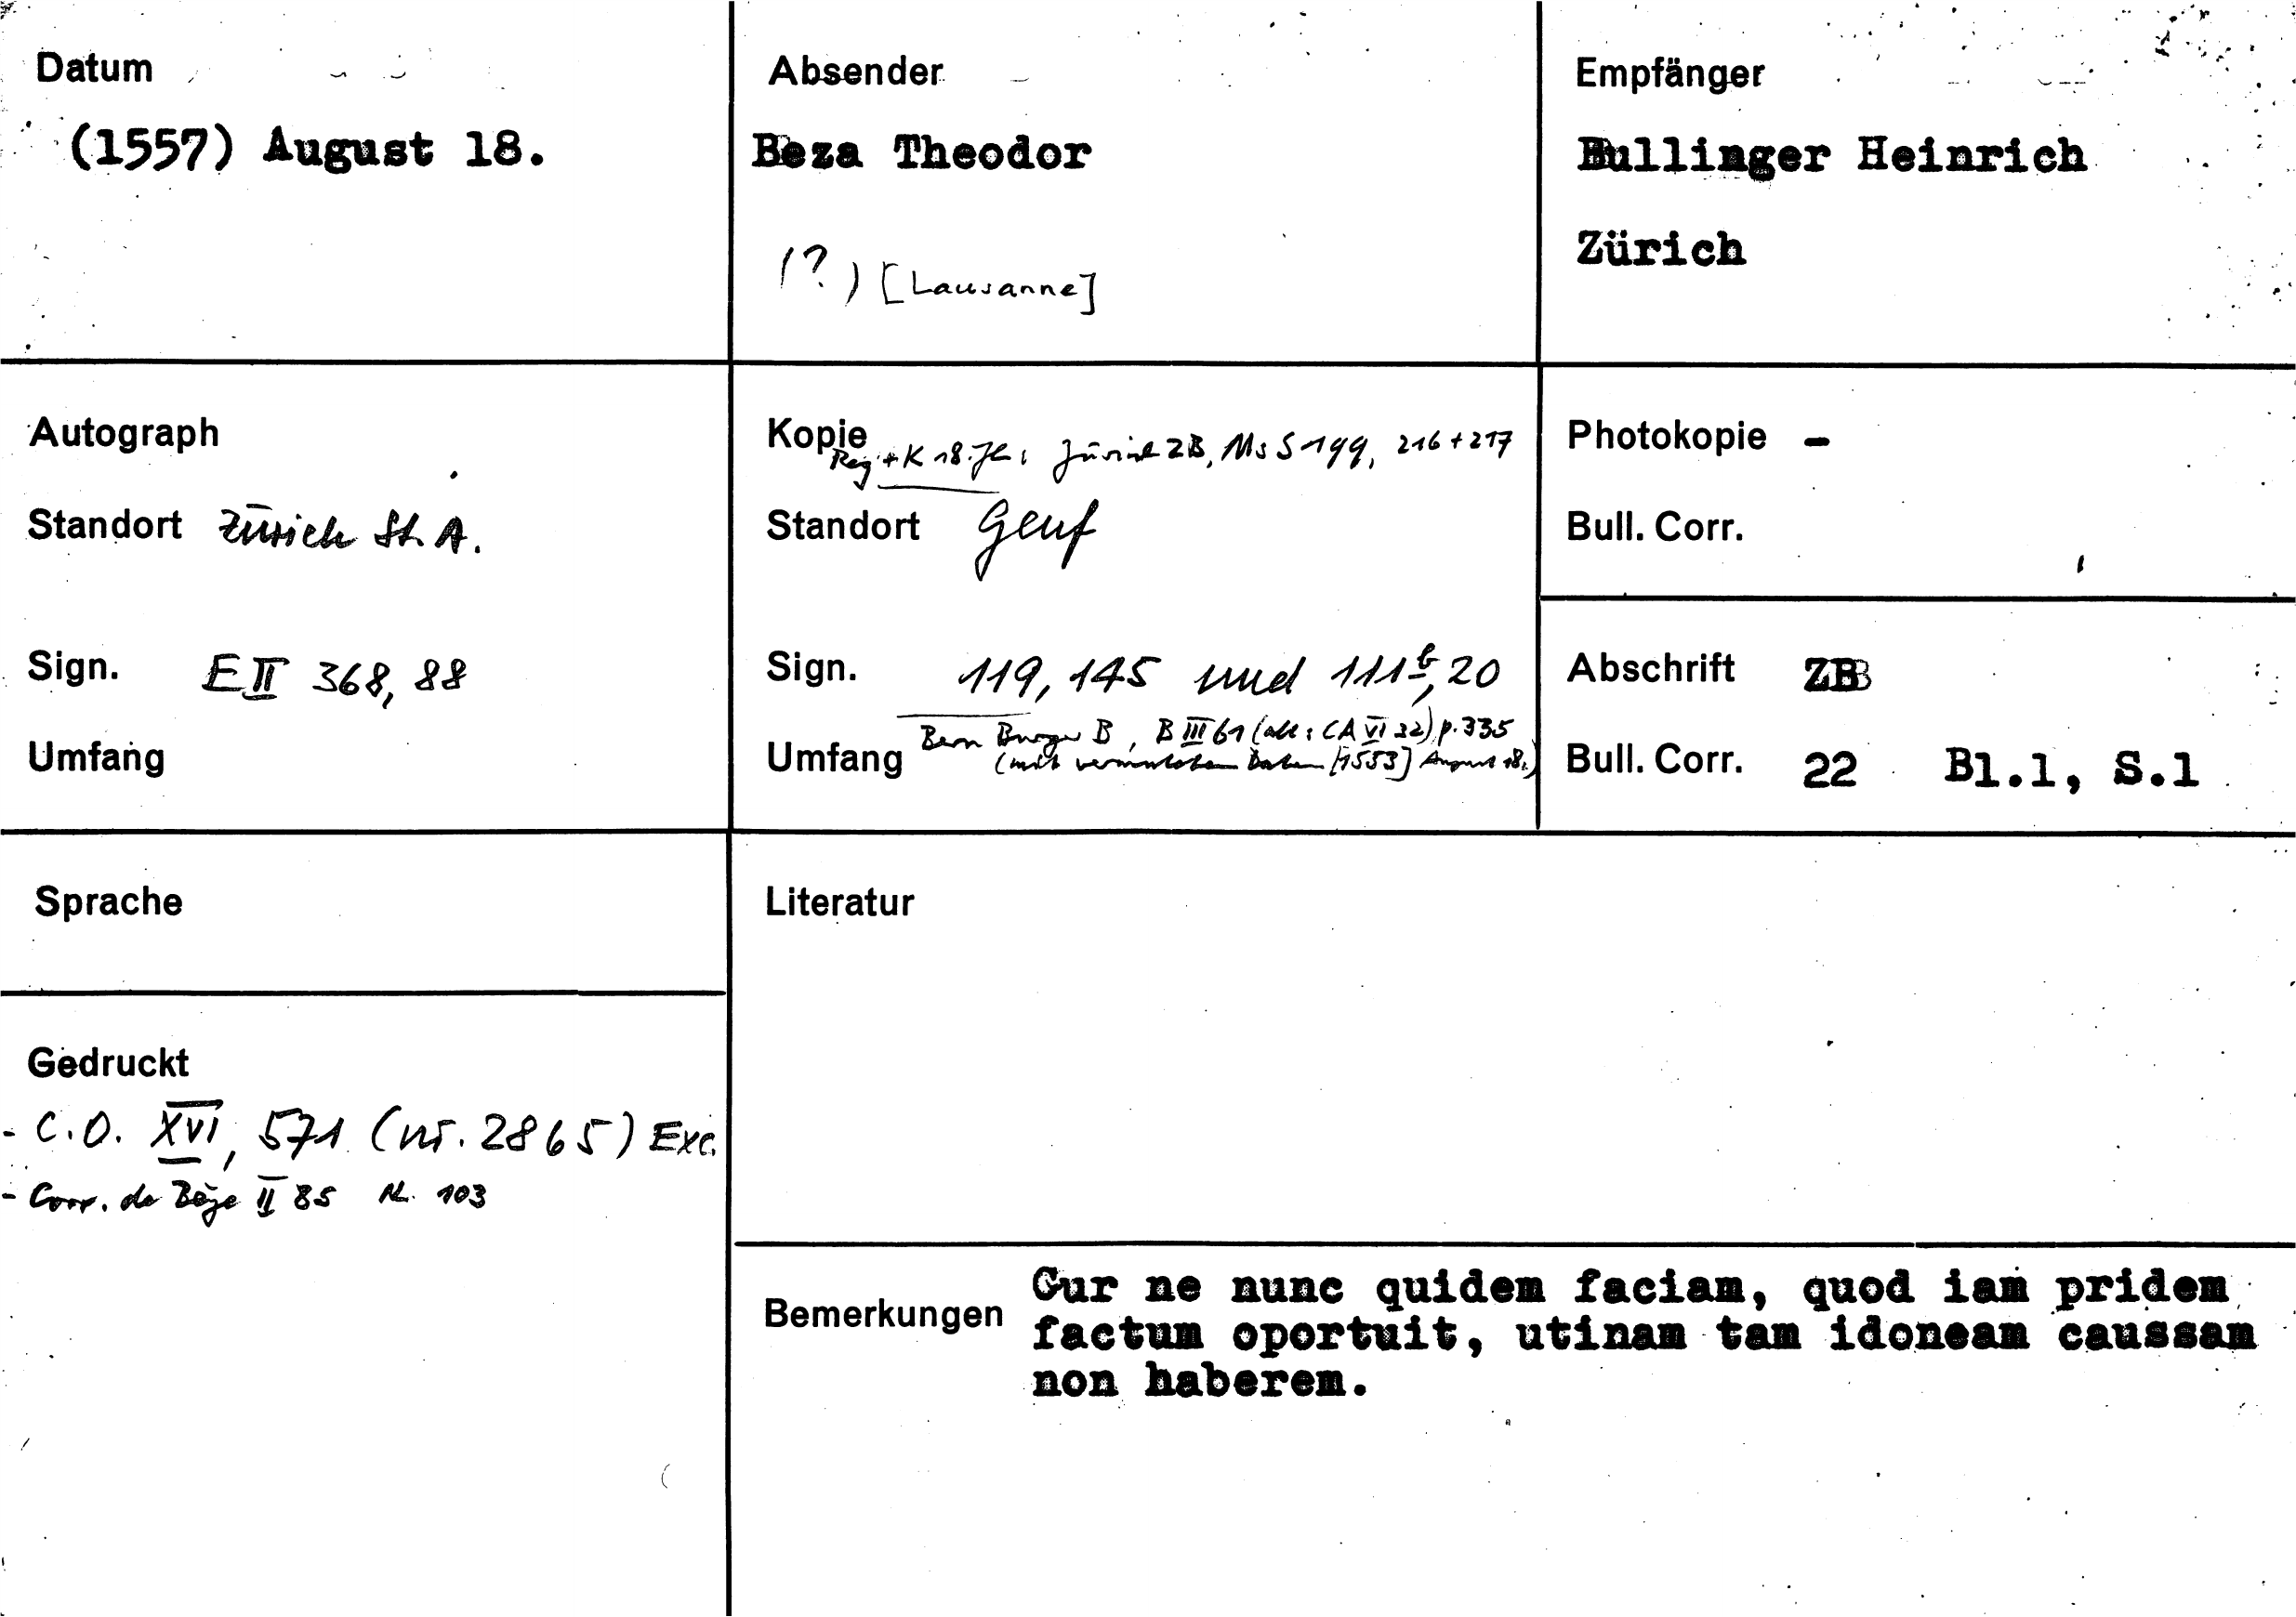 Datum
(1557) August 18.
Absender
Beza Theodor
(?) [Lausanne]
Empfänger
Bullinger Heinrich
Zürich
Autograph
Standort Zürich St. A.
Sign. E II 368, 88
Umfang
Kopie Reg. + K 18. Jh.: Zürich ZB, Ms S 199, 216 + 217
Standort Genf
Sign. 119, 145 und 111b, 20
Bern Burger B, B III 61 (alt: CA VI 22) p. 335
Umfang (mit vermutetem Datum [1553] August 18.)
Photokopie -
Bull. Corr.
Abschrift ZB
Bull. Corr. 22 Bl.1, S.1
Sprache
Gedruckt
- C.O. XVI, 571 (nr. 2865) Exc.
- Corr. de Bèze II 85 N. 103
Literatur
Bemerkungen Cur ne nunc quidem faciam, quod iam pridem
factum oportuit, utinam tam idoneam caussam
non haberem.